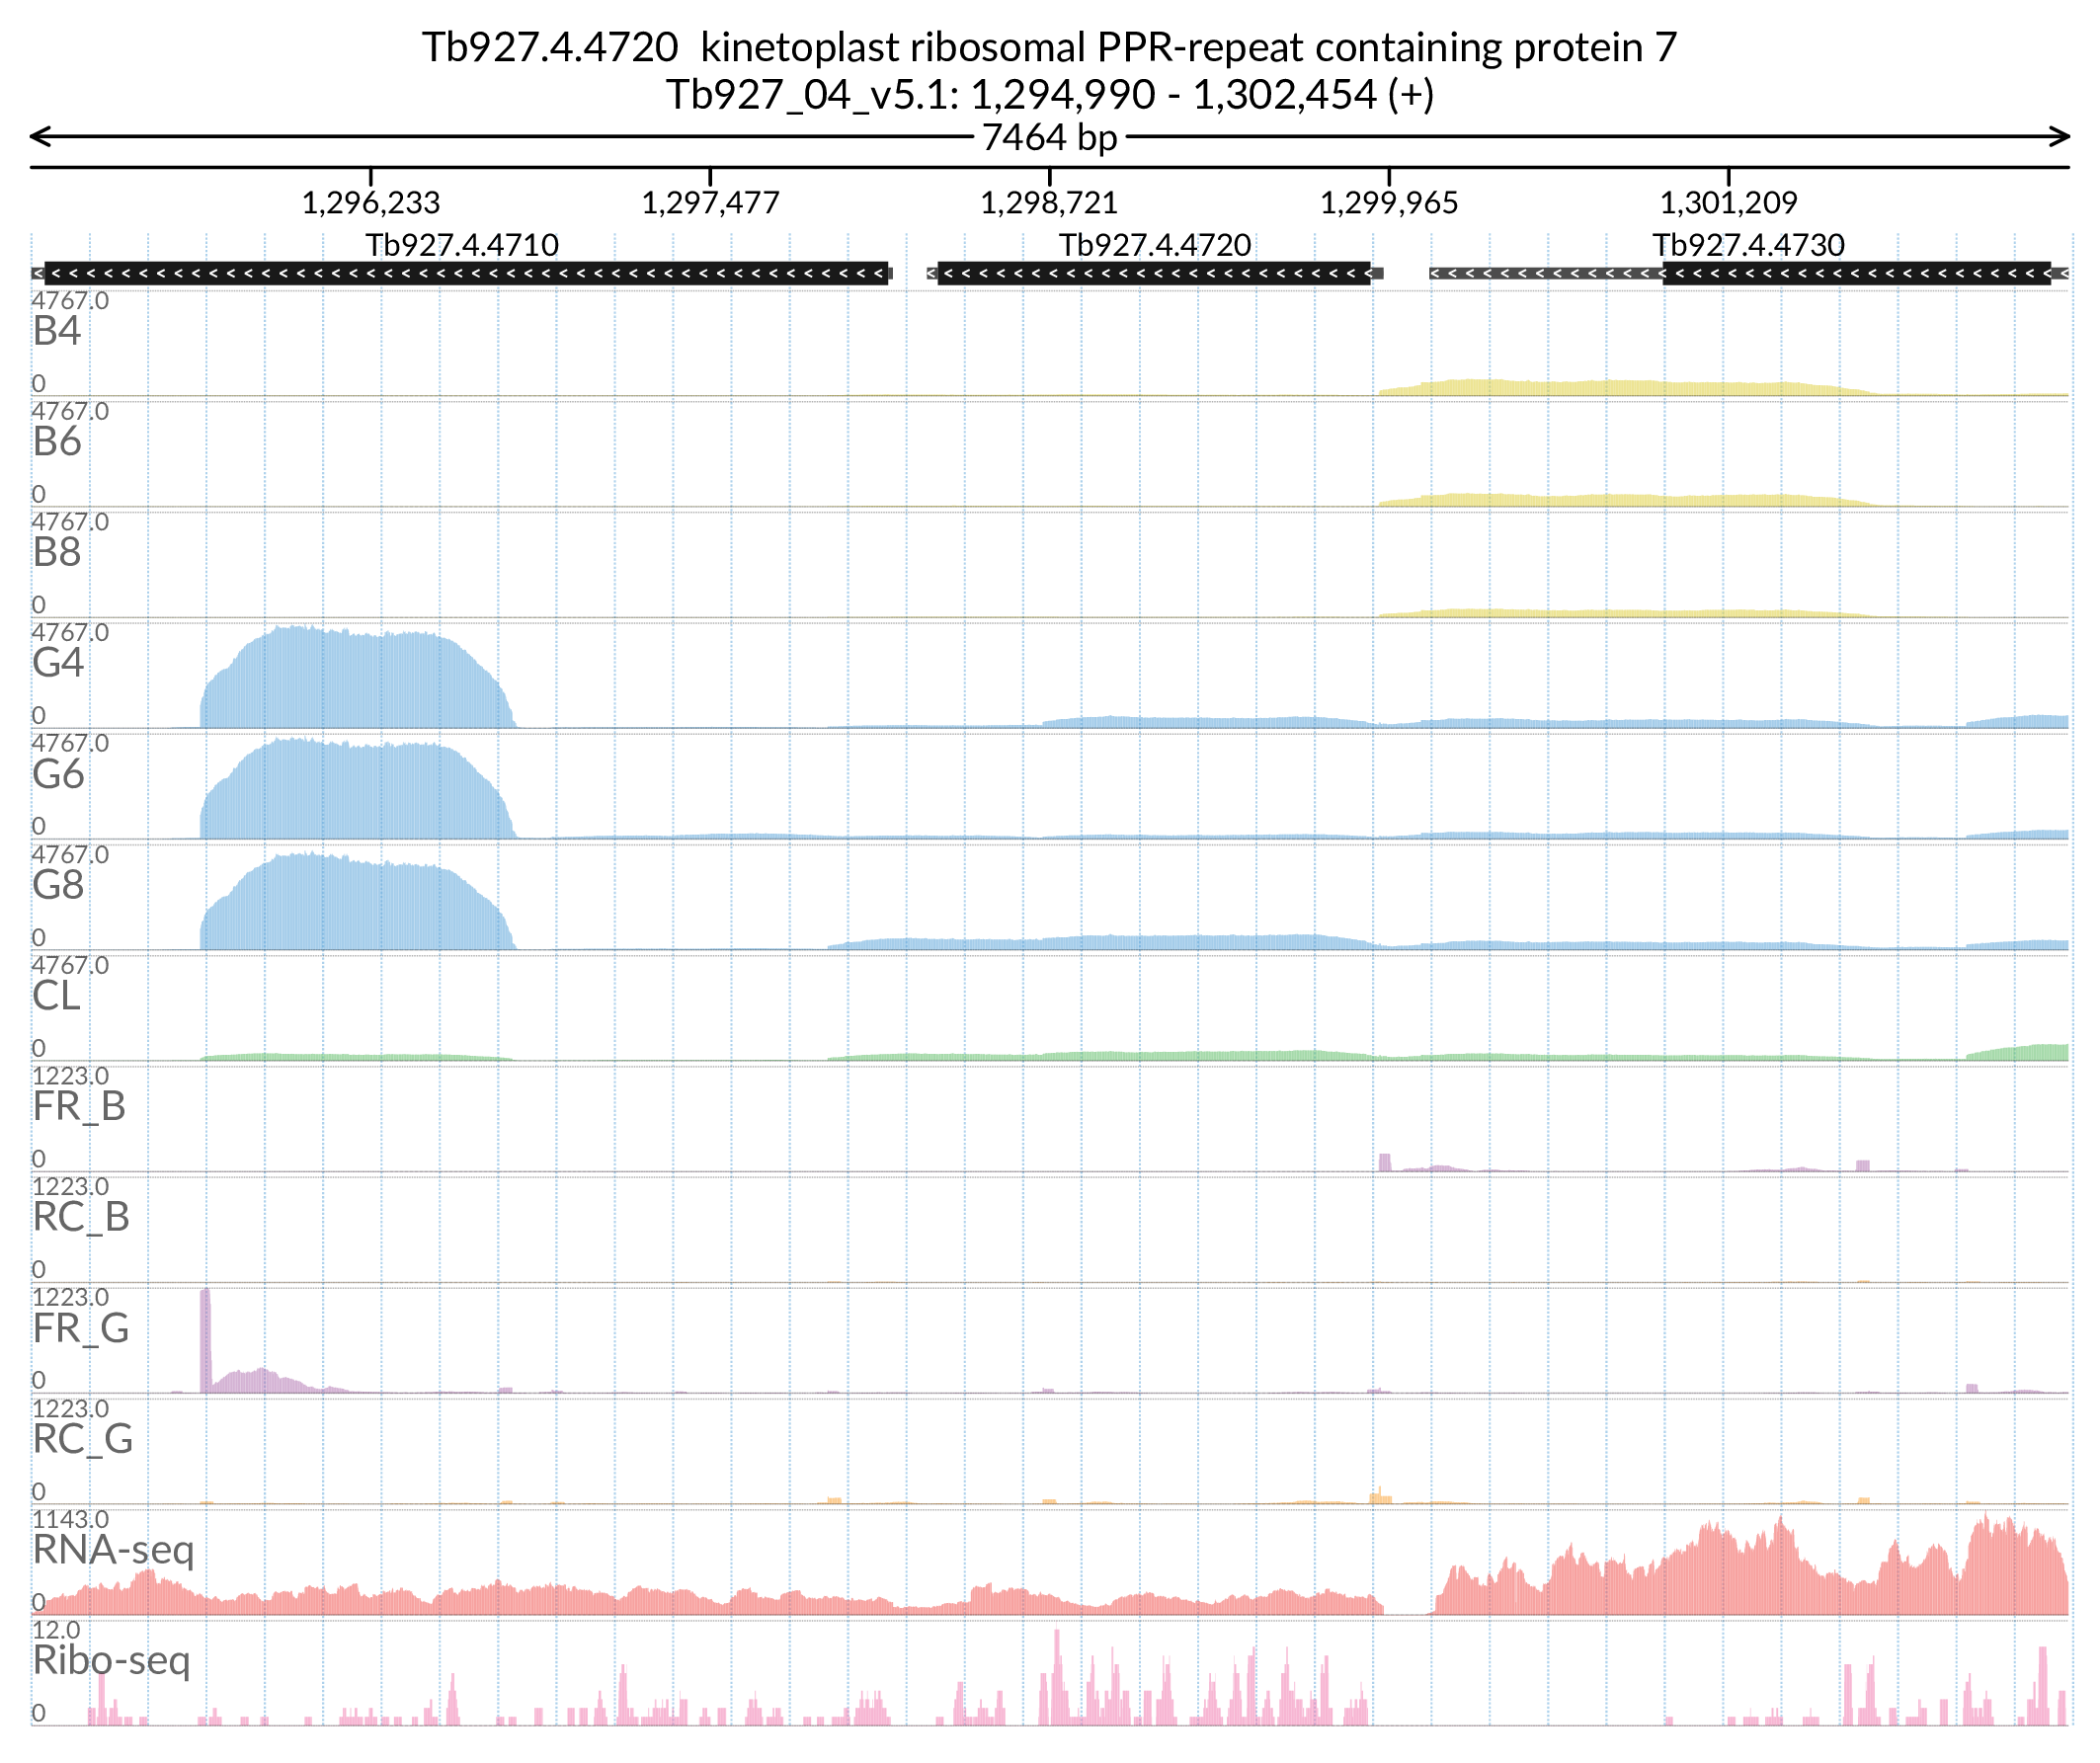 Tb927.4.4720 kinetoplast ribosomal PPR-repeat containing protein 7
Tb927_04_v5.1: 1,294,990 - 1,302,454 (+)
7464 bp
1,296,233 1,297,477 1,298,721 1,299,965 1,301,209
Tb927.4.4710 Tb927.4.4720 Tb927.4.4730
4767.0
B4
0
4767.0
B6
0
4767.0
B8
0
4767.0
G4
0
4767.0
G6
0
4767.0
G8
0
4767.0
CL
0
1223.0
FR_B
0
1223.0
RC_B
0
1223.0
FR_G
0
1223.0
RC_G
0
1143.0
RNA-seq
0
12.0
Ribo-seq
0